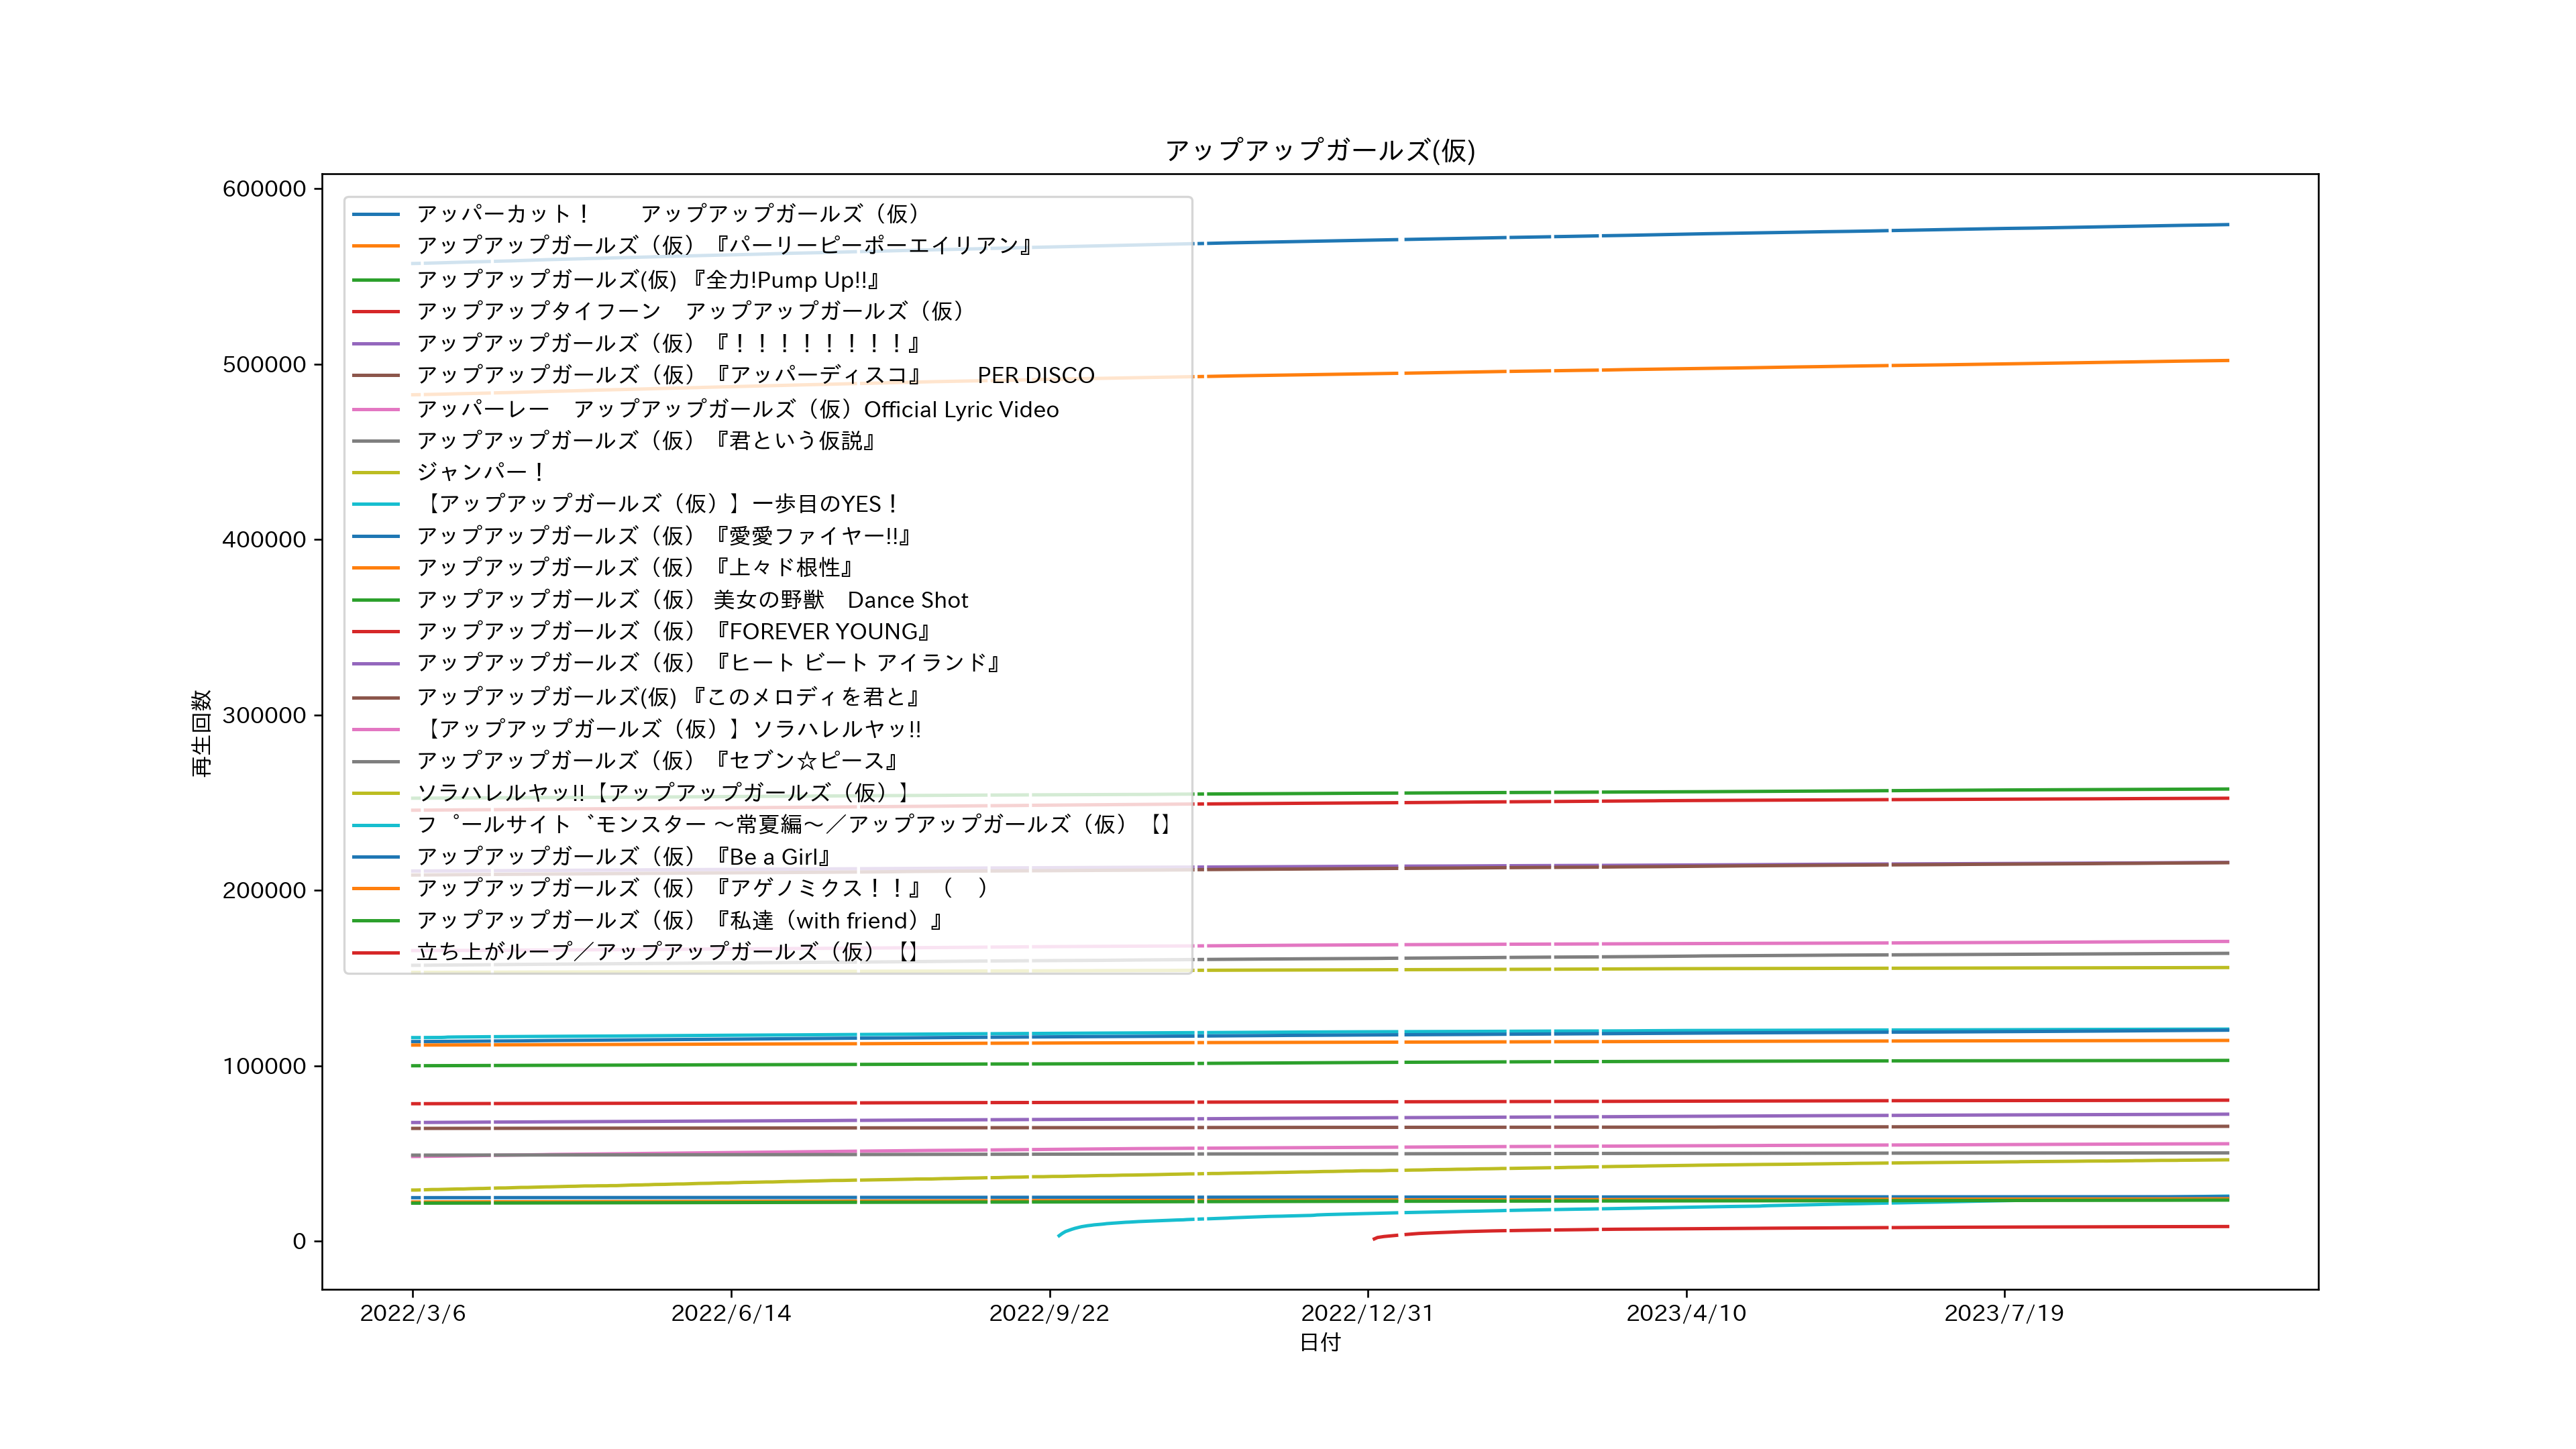 アップアップガールズ(仮)
600000
500000
400000
300000
200000
100000
0
再生回数
アッパーカット！　　アップアップガールズ（仮）
アップアップガールズ（仮）『パーリーピーポーエイリアン』
アップアップガールズ(仮) 『全力!Pump Up!!』
アップアップタイフーン　アップアップガールズ（仮）
アップアップガールズ（仮）『！！！！！！！！』
アップアップガールズ（仮）『アッパーディスコ』　　PER DISCO
アッパーレー　アップアップガールズ（仮）Official Lyric Video
アップアップガールズ（仮）『君という仮説』
ジャンパー！
【アップアップガールズ（仮）】一歩目のYES！
アップアップガールズ（仮）『愛愛ファイヤー!!』
アップアップガールズ（仮）『上々ド根性』
アップアップガールズ（仮） 美女の野獣　Dance Shot
アップアップガールズ（仮）『FOREVER YOUNG』
アップアップガールズ（仮）『ヒート ビート アイランド』
アップアップガールズ(仮) 『このメロディを君と』
【アップアップガールズ（仮）】ソラハレルヤッ!!
アップアップガールズ（仮）『セブン☆ピース』
ソラハレルヤッ!!【アップアップガールズ（仮）】
フ゜ールサイト゛モンスター ～常夏編～／アップアップガールズ（仮）【】
アップアップガールズ（仮）『Be a Girl』
アップアップガールズ（仮）『アゲノミクス！！』（　）
アップアップガールズ（仮）『私達（with friend）』
立ち上がループ／アップアップガールズ（仮）【】
2022/3/6
2022/6/14
2022/9/22
2022/12/31
2023/4/10
2023/7/19
日付